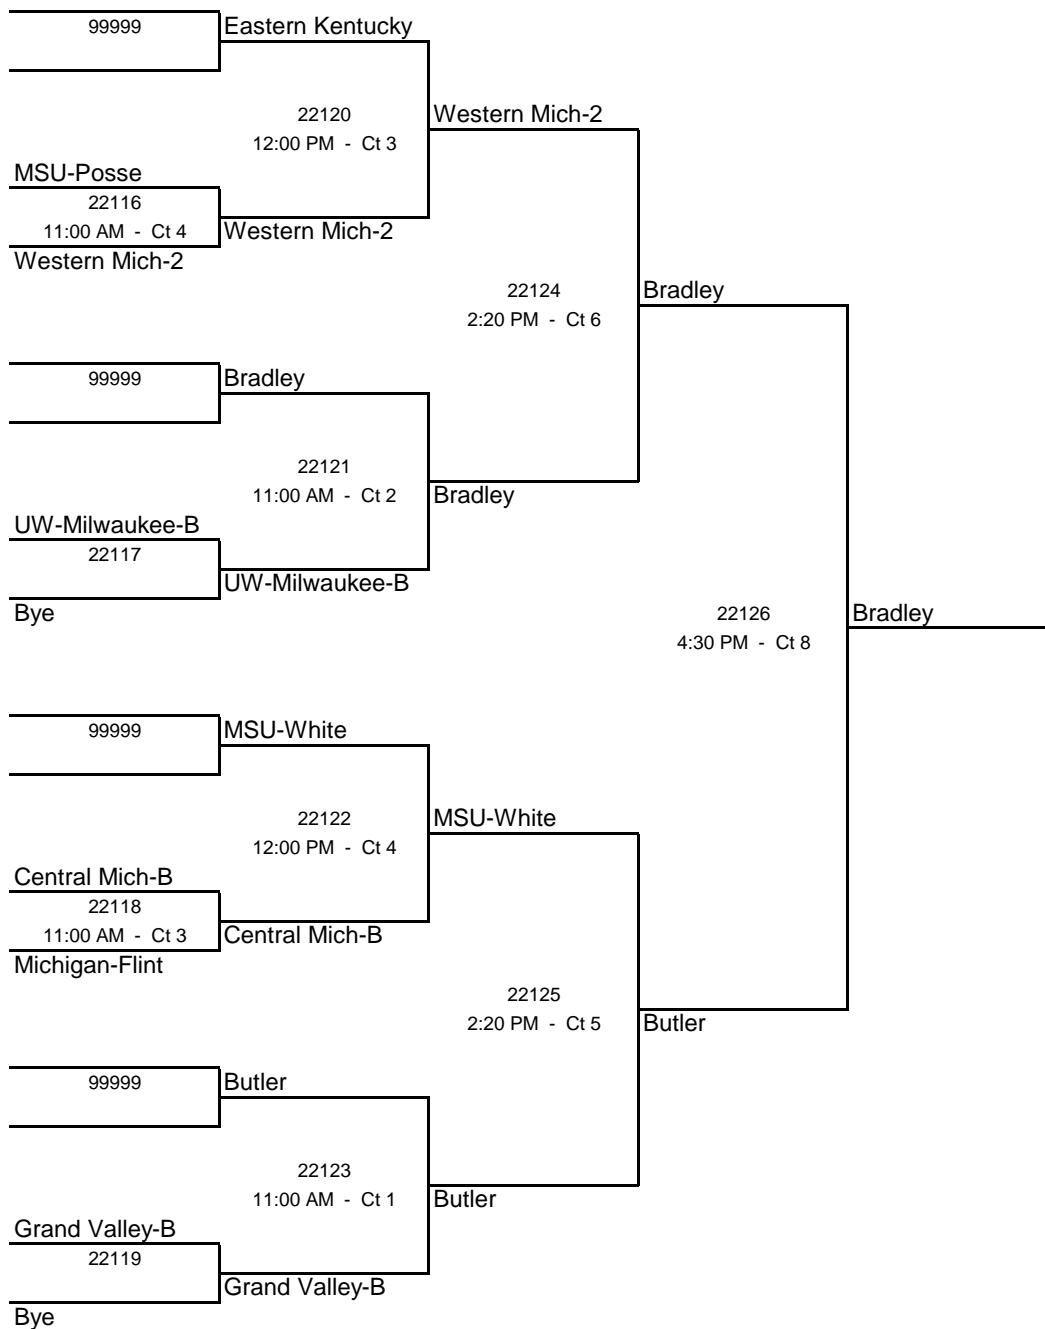 99999
Eastern Kentucky
22120
12:00 PM - Ct 3
Western Mich-2
MSU-Posse
22116
11:00 AM - Ct 4
Western Mich-2
Western Mich-2
22124
2:20 PM - Ct 6
Bradley
99999
Bradley
22121
11:00 AM - Ct 2
Bradley
UW-Milwaukee-B
22117
UW-Milwaukee-B
Bye
22126
4:30 PM - Ct 8
Bradley
99999
MSU-White
22122
12:00 PM - Ct 4
MSU-White
Central Mich-B
22118
11:00 AM - Ct 3
Central Mich-B
Michigan-Flint
22125
2:20 PM - Ct 5
Butler
99999
Butler
22123
11:00 AM - Ct 1
Butler
Grand Valley-B
22119
Grand Valley-B
Bye